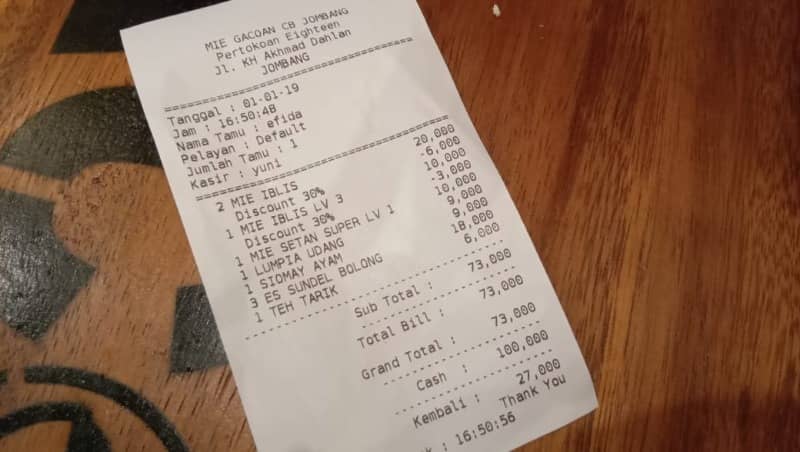 MIE GACOAN CB JOMBANG
Pertokoan Eighteen
Jl. KH Akhmad Dahlan
JOMBANG
Tanggal : 01-01-19
Jam : 16:50:48
Nama Tamu : efida
Pelayan : Default
Jumlah Tamu : 1
Kasir : yuni
2 MIE IBLIS 20,000
Discount 30% -6,000
1 MIE IBLIS LV 3 10,000
Discount 30% -3,000
1 MIE SETAN SUPER LV 1 10,000
1 LUMPIA UDANG 9,000
1 SIOMAY AYAM 9,000
3 ES SUNDEL BOLONG 18,000
1 TEH TARIK 6,000
Sub Total : 73,000
Total Bill : 73,000
Grand Total : 73,000
Cash : 100,000
Kembali : 27,000
Thank You
: 16:50:56